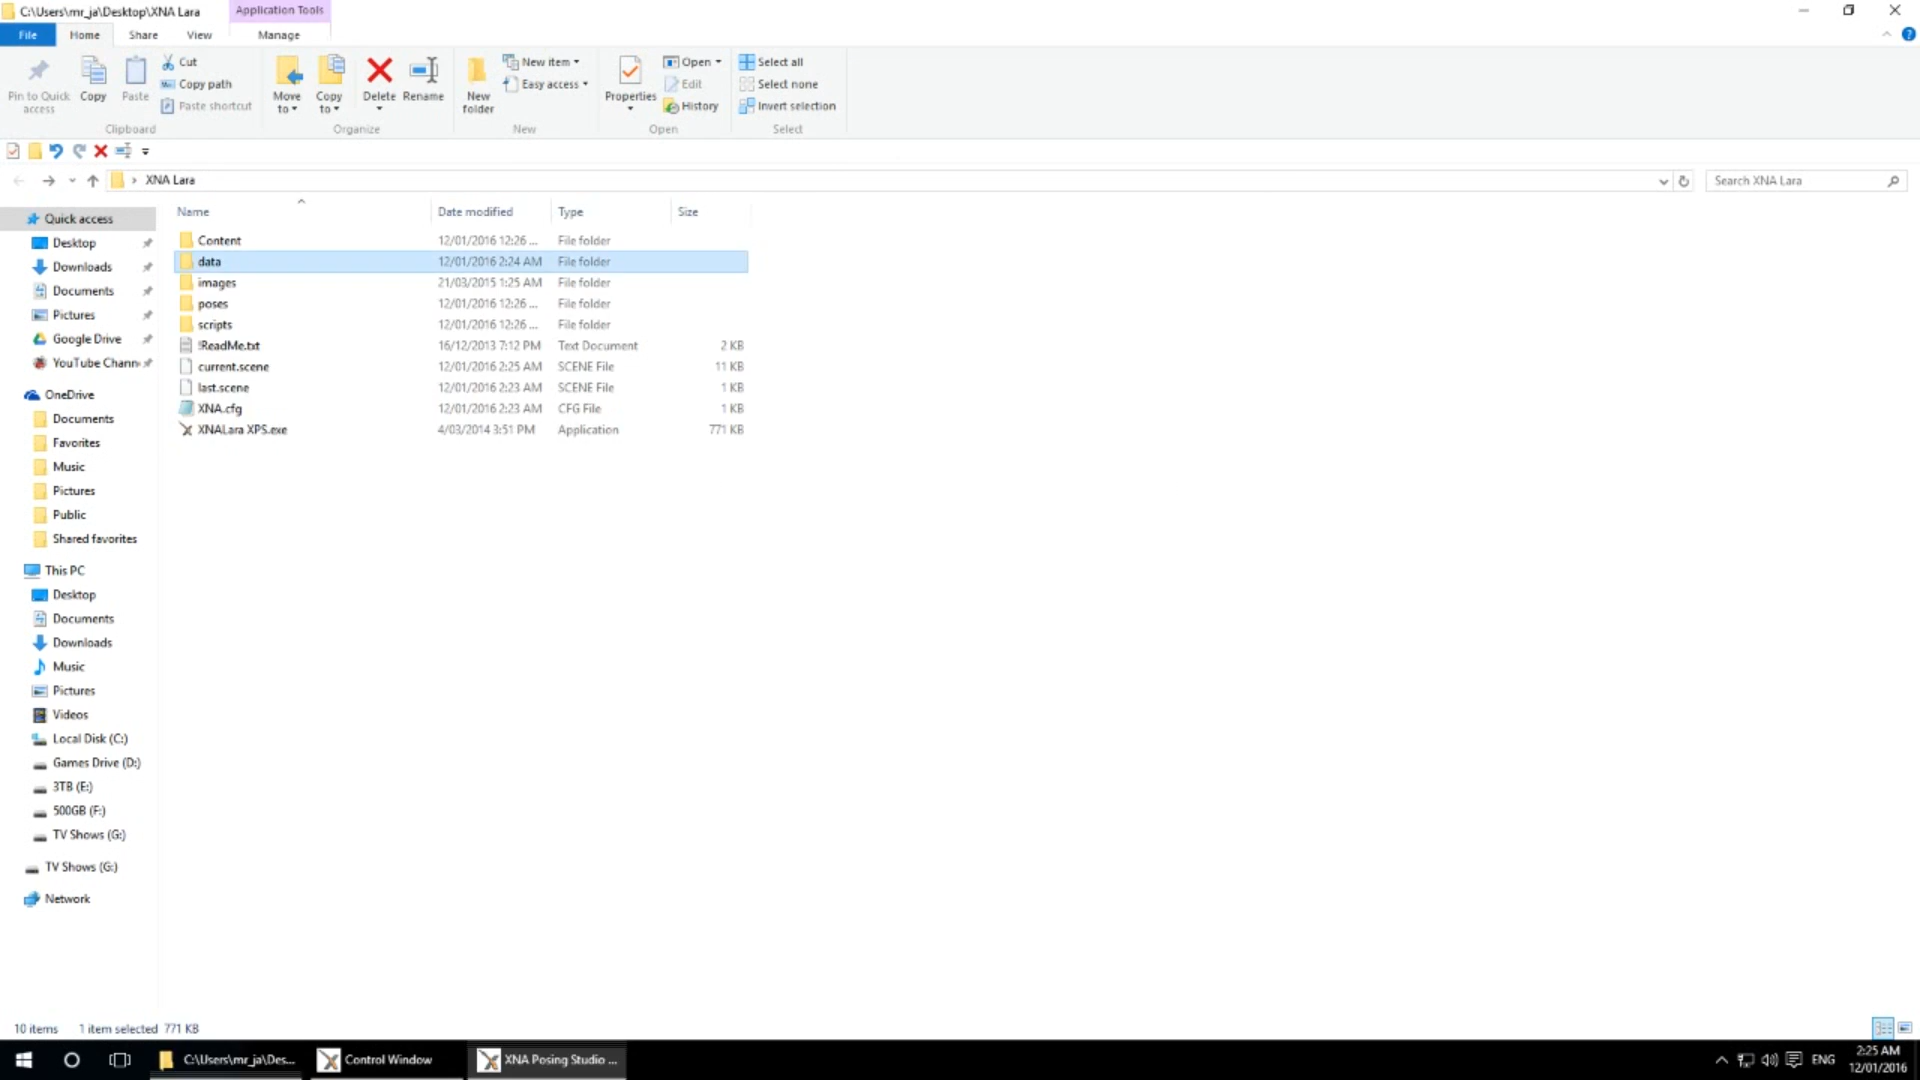 C:\Users\mr_ja\Desktop\XNA Lara
Application Tools
File Home Share View Manage
Pin to Quick access
Copy
Paste
Cut
Copy path
Paste shortcut
Clipboard
Move to
Copy to
Delete
Rename
Organize
New folder
New item
Easy access
New
Properties
Open
Edit
History
Open
Select all
Select none
Invert selection
Select
XNA Lara
Search XNA Lara
Name Date modified Type Size
Content 12/01/2016 12:26 ... File folder
data 12/01/2016 2:24 AM File folder
images 21/03/2015 1:25 AM File folder
poses 12/01/2016 12:26 ... File folder
scripts 12/01/2016 12:26 ... File folder
!ReadMe.txt 16/12/2013 7:12 PM Text Document 2 KB
current.scene 12/01/2016 2:25 AM SCENE File 11 KB
last.scene 12/01/2016 2:23 AM SCENE File 1 KB
XNA.cfg 12/01/2016 2:23 AM CFG File 1 KB
XNALara XPS.exe 4/03/2014 3:51 PM Application 771 KB
Quick access
Desktop
Downloads
Documents
Pictures
Google Drive
YouTube Chann
OneDrive
Documents
Favorites
Music
Pictures
Public
Shared favorites
This PC
Desktop
Documents
Downloads
Music
Pictures
Videos
Local Disk (C:)
Games Drive (D:)
3TB (E:)
500GB (F:)
TV Shows (G:)
TV Shows (G:)
Network
10 items 1 item selected 771 KB
C:\Users\mr_ja\Des...
Control Window
XNA Posing Studio ...
ENG
2:25 AM
12/01/2016